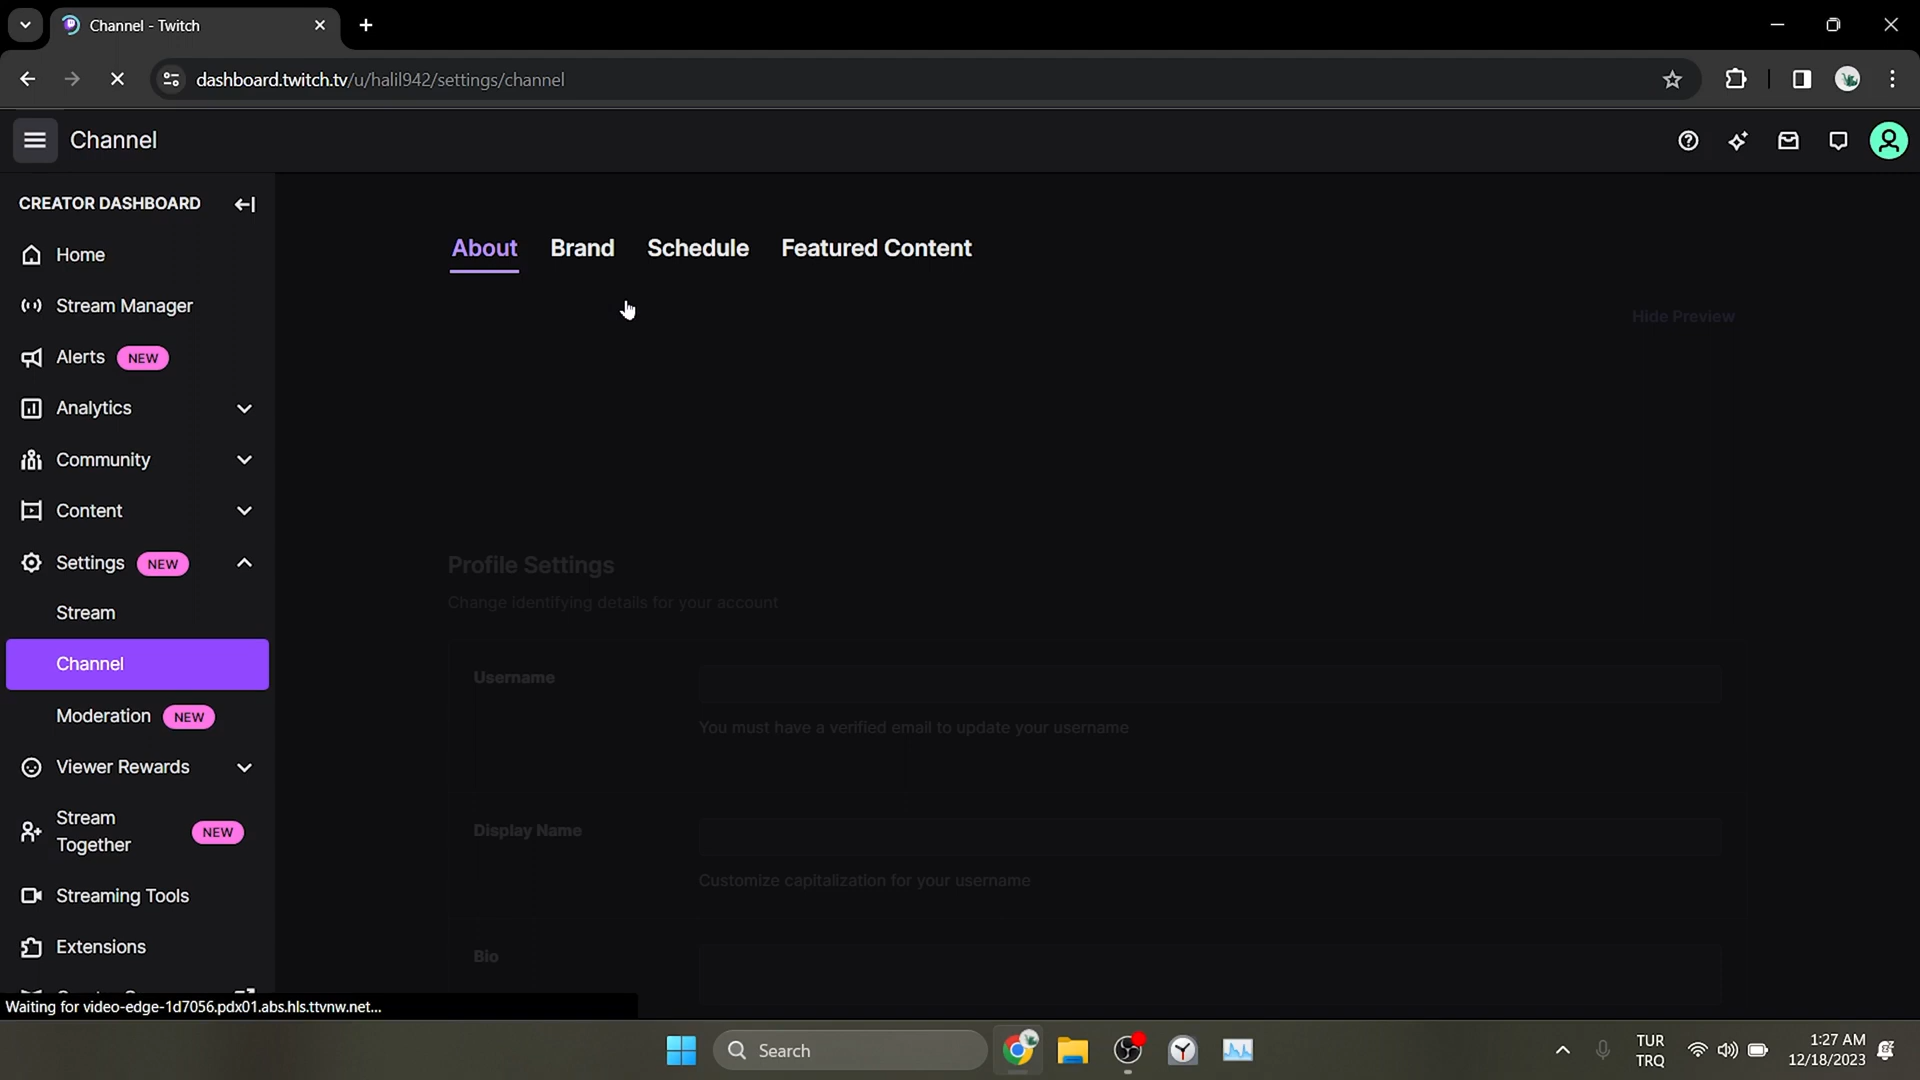 Channel - Twitch
dashboard.twitch.tv/u/halil942/settings/channel
Channel
CREATOR DASHBOARD
Home
Stream Manager
Alerts NEW
Analytics
Community
Content
Settings NEW
Stream
Channel
Moderation NEW
Viewer Rewards
Stream
Together NEW
Streaming Tools
Extensions
About Brand Schedule Featured Content
Hide Preview
Profile Settings
Change identifying details for your account
Username
You must have a verified email to update your username
Display Name
Customize capitalization for your username
Bio
Waiting for video-edge-1d7056.pdx01.abs.hls.ttvnw.net...
Search
TUR
TRQ
1:27 AM
12/18/2023